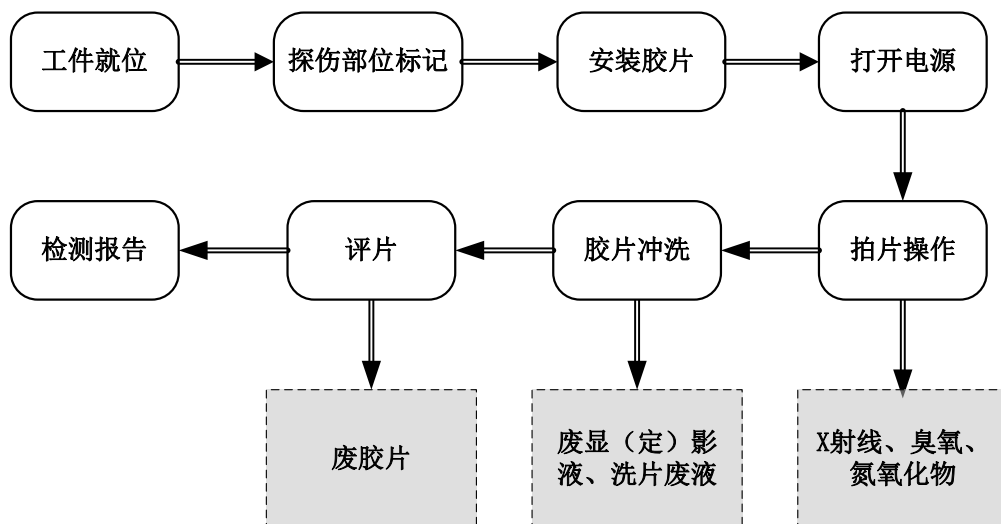 工件就位
探伤部位标记
安装胶片
打开电源
检测报告
评片
胶片冲洗
拍片操作
废胶片
废显（定）影
液、洗片废液
X射线、臭氧、
氮氧化物